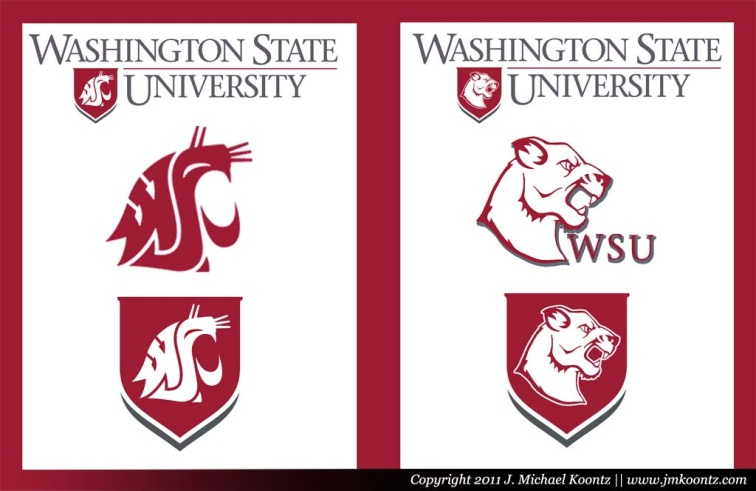 WASHINGTON STATE
UNIVERSITY
WASHINGTON STATE
UNIVERSITY
WSU
Copyright 2011 J. Michael Koontz || www.jmkoontz.com